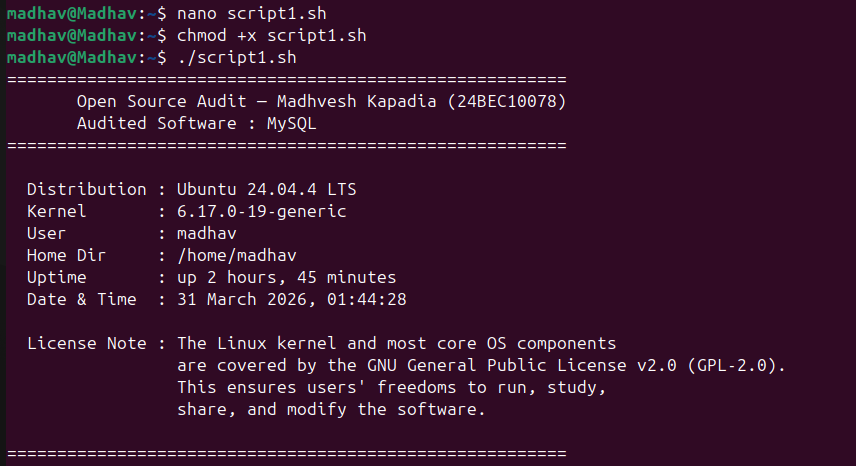 madhav@Madhav:~$ nano script1.sh
madhav@Madhav:~$ chmod +x script1.sh
madhav@Madhav:~$ ./script1.sh
========================================================
Open Source Audit — Madhvesh Kapadia (24BEC10078)
Audited Software : MySQL
========================================================
Distribution : Ubuntu 24.04.4 LTS
Kernel : 6.17.0-19-generic
User : madhav
Home Dir : /home/madhav
Uptime : up 2 hours, 45 minutes
Date & Time : 31 March 2026, 01:44:28
License Note : The Linux kernel and most core OS components
are covered by the GNU General Public License v2.0 (GPL-2.0).
This ensures users' freedoms to run, study,
share, and modify the software.
========================================================